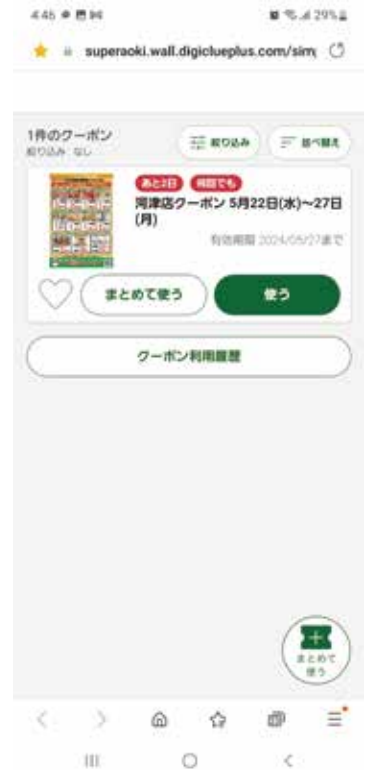 4:45
29%
superaoki.wall.digiclueplus.com/sim
1件のクーポン
絞り込み
並べ替え
絞り込み なし
あと2日 何回でも
河津店クーポン 5月22日(水)~27日
(月)
有効期限 2024/05/27まで
まとめて使う
使う
クーポン利用履歴
まとめて
使う